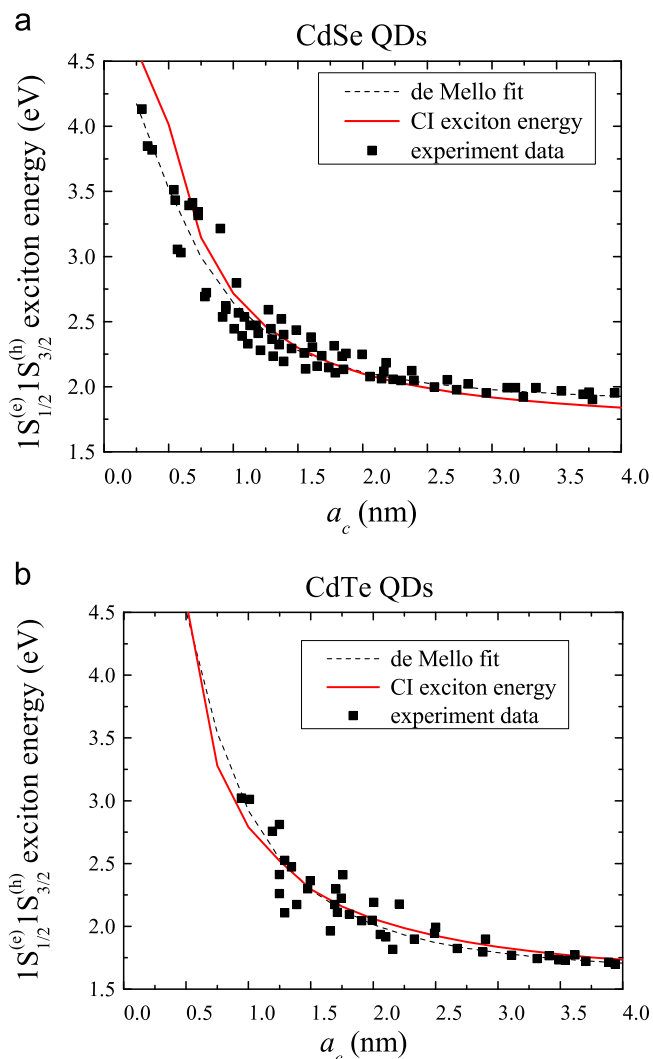 a
CdSe QDs
4.5
4.0
3.5
3.0
2.5
2.0
1.5
1S(e)1/2 1S(h)3/2 exciton energy (eV)
de Mello fit
CI exciton energy
experiment data
0.0 0.5 1.0 1.5 2.0 2.5 3.0 3.5 4.0
ac (nm)
b
CdTe QDs
4.5
4.0
3.5
3.0
2.5
2.0
1.5
1S(e)1/2 1S(h)3/2 exciton energy (eV)
de Mello fit
CI exciton energy
experiment data
0.0 0.5 1.0 1.5 2.0 2.5 3.0 3.5 4.0
ac (nm)